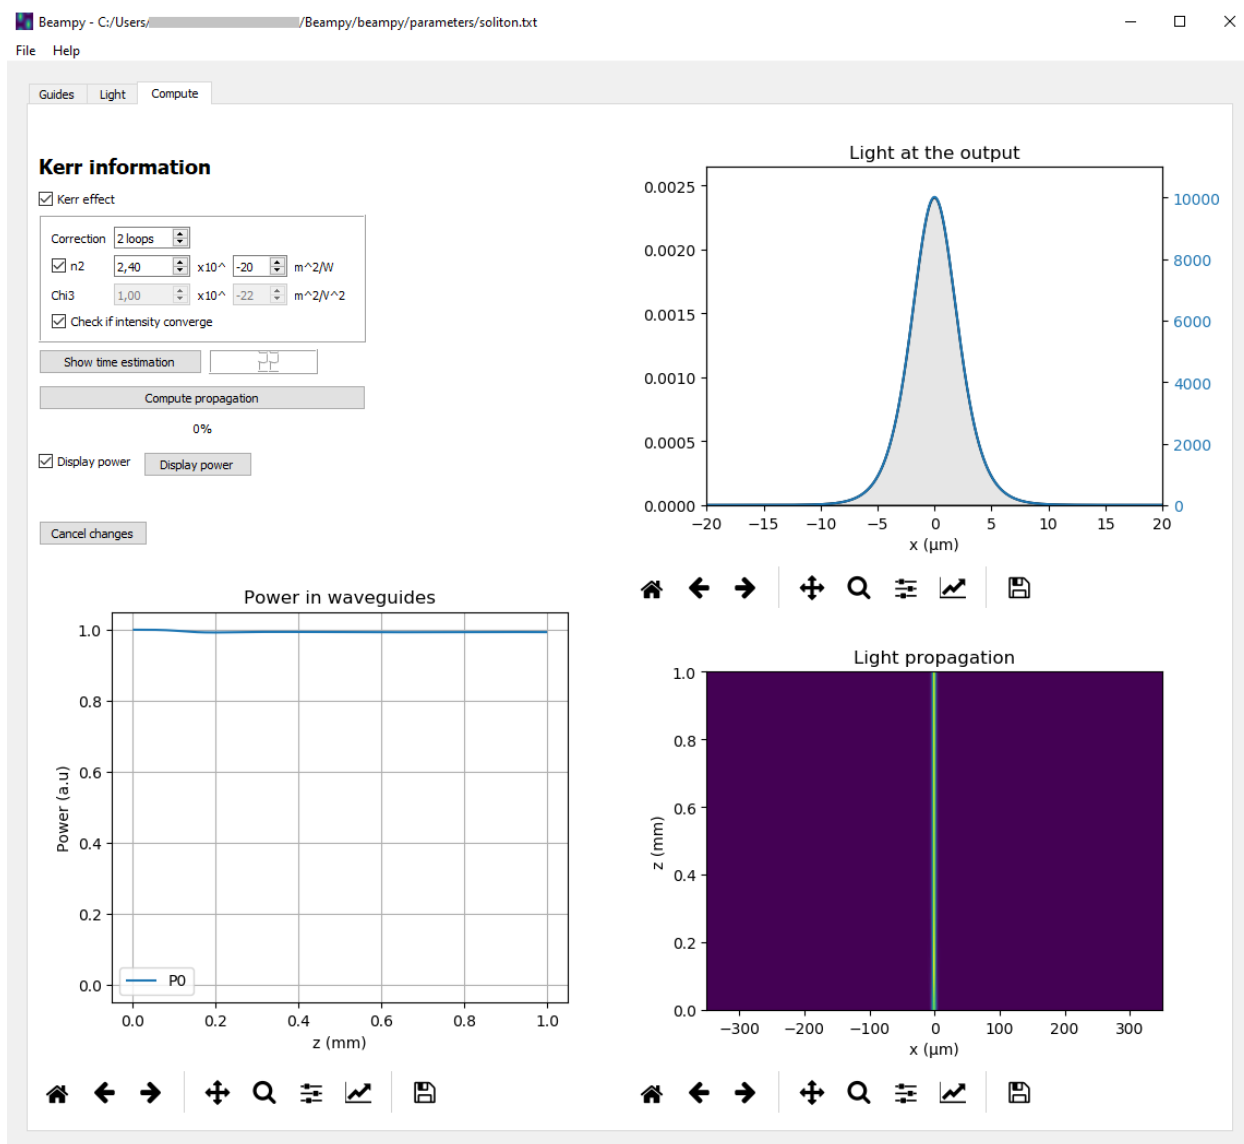 Beampy - C:/Users/ /Beampy/beampy/parameters/soliton.txt
File Help
Guides Light Compute
Kerr information
Kerr effect
Correction 2 loops
n2 2,40 x10^ -20 m^2/W
Chi3 1,00 x10^ -22 m^2/V^2
Check if intensity converge
Show time estimation 22
Compute propagation
0%
Display power Display power
Cancel changes
Light at the output
0.0025
0.0020
0.0015
0.0010
0.0005
0.0000
10000
8000
6000
4000
2000
0
−20 −15 −10 −5 0 5 10 15 20
x (μm)
Power in waveguides
Power (a.u)
1.0
0.8
0.6
0.4
0.2
0.0
P0
0.0 0.2 0.4 0.6 0.8 1.0
z (mm)
Light propagation
z (mm)
1.0
0.8
0.6
0.4
0.2
0.0
−300 −200 −100 0 100 200 300
x (μm)